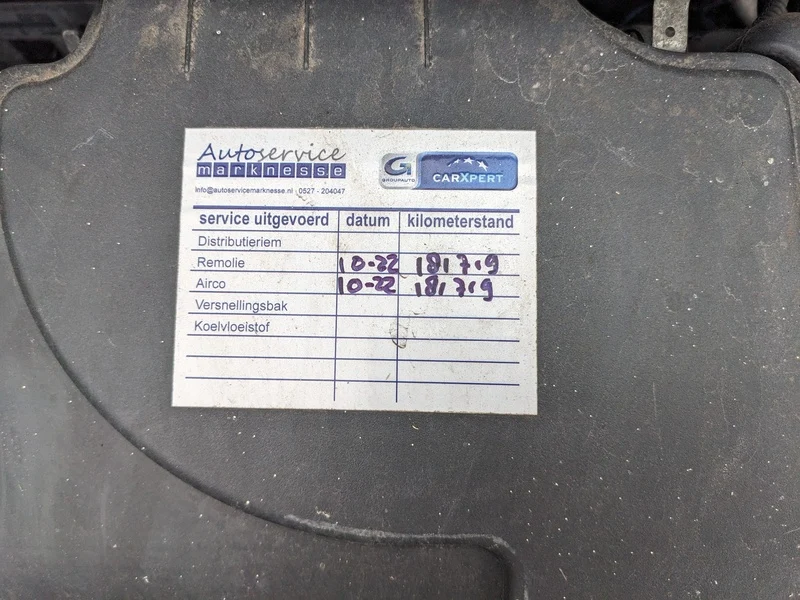 Autoservice
marknesse
info@autoservicemarknesse.nl 0527 - 204047
G
GROUPAUTO
CARXPERT
service uitgevoerd datum kilometerstand
Distributieriem
Remolie 10-22 181719
Airco 10-22 181719
Versnellingsbak
Koelvloeistof